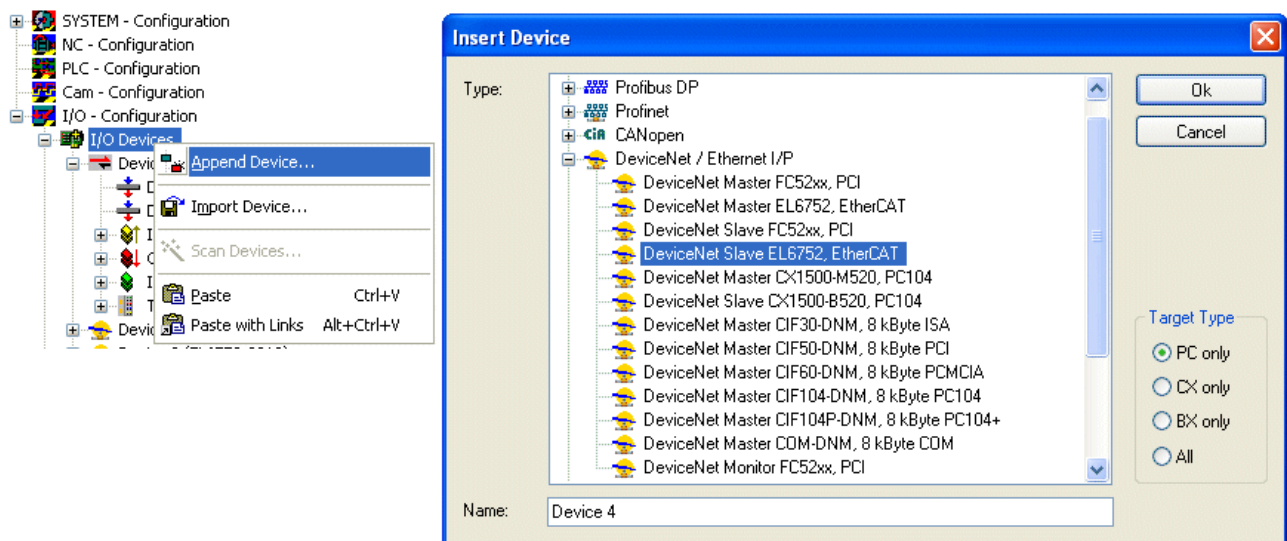 SYSTEM - Configuration
NC - Configuration
PLC - Configuration
Cam - Configuration
I/O - Configuration
I/O Devices
Append Device...
Import Device...
Scan Devices...
Paste Ctrl+V
Paste with Links Alt+Ctrl+V
Insert Device
Type:
Profibus DP
Profinet
CiA CANopen
DeviceNet / Ethernet I/P
DeviceNet Master FC52xx, PCI
DeviceNet Master EL6752, EtherCAT
DeviceNet Slave FC52xx, PCI
DeviceNet Slave EL6752, EtherCAT
DeviceNet Master CX1500-M520, PC104
DeviceNet Slave CX1500-B520, PC104
DeviceNet Master CIF30-DNM, 8 kByte ISA
DeviceNet Master CIF50-DNM, 8 kByte PCI
DeviceNet Master CIF60-DNM, 8 kByte PCMCIA
DeviceNet Master CIF104-DNM, 8 kByte PC104
DeviceNet Master CIF104P-DNM, 8 kByte PC104+
DeviceNet Master COM-DNM, 8 kByte COM
DeviceNet Monitor FC52xx, PCI
Ok
Cancel
Target Type
PC only
CX only
BX only
All
Name:
Device 4